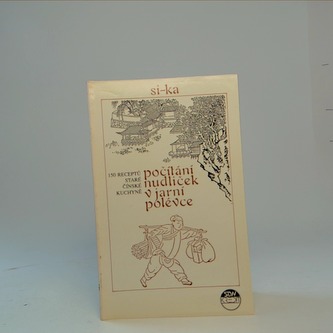 si-ka
150 RECEPTŮ
STARÉ
ČÍNSKÉ
KUCHYNĚ
počítání
nudliček
v jarní
polévce